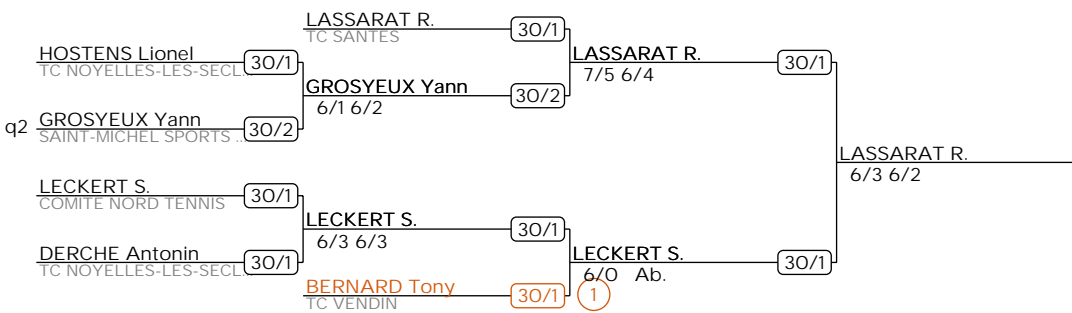 LASSARAT R.
TC SANTES
30/1
HOSTENS Lionel
TC NOYELLES-LES-SECL...
30/1
LASSARAT R.
7/5 6/4
30/1
GROSYEUX Yann
6/1 6/2
30/2
q2
GROSYEUX Yann
SAINT-MICHEL SPORTS ...
30/2
LASSARAT R.
6/3 6/2
LECKERT S.
COMITE NORD TENNIS
30/1
LECKERT S.
6/3 6/3
30/1
DERCHE Antonin
TC NOYELLES-LES-SECL...
30/1
LECKERT S.
6/0 Ab.
30/1
BERNARD Tony
TC VENDIN
30/1
1